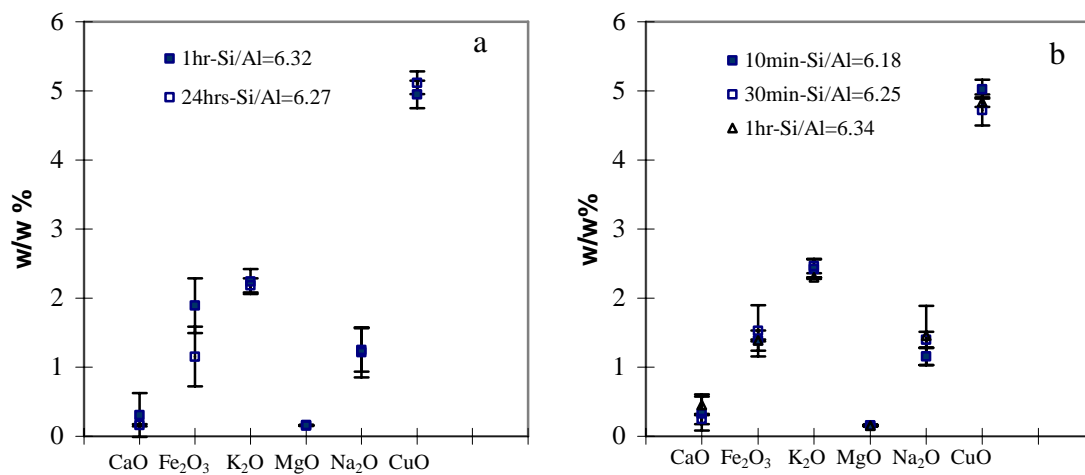 a
1hr-Si/Al=6.32
24hrs-Si/Al=6.27
w/w %
6
5
4
3
2
1
0
CaO Fe₂O₃ K₂O MgO Na₂O CuO
b
10min-Si/Al=6.18
30min-Si/Al=6.25
1hr-Si/Al=6.34
w/w%
6
5
4
3
2
1
0
CaO Fe₂O₃ K₂O MgO Na₂O CuO